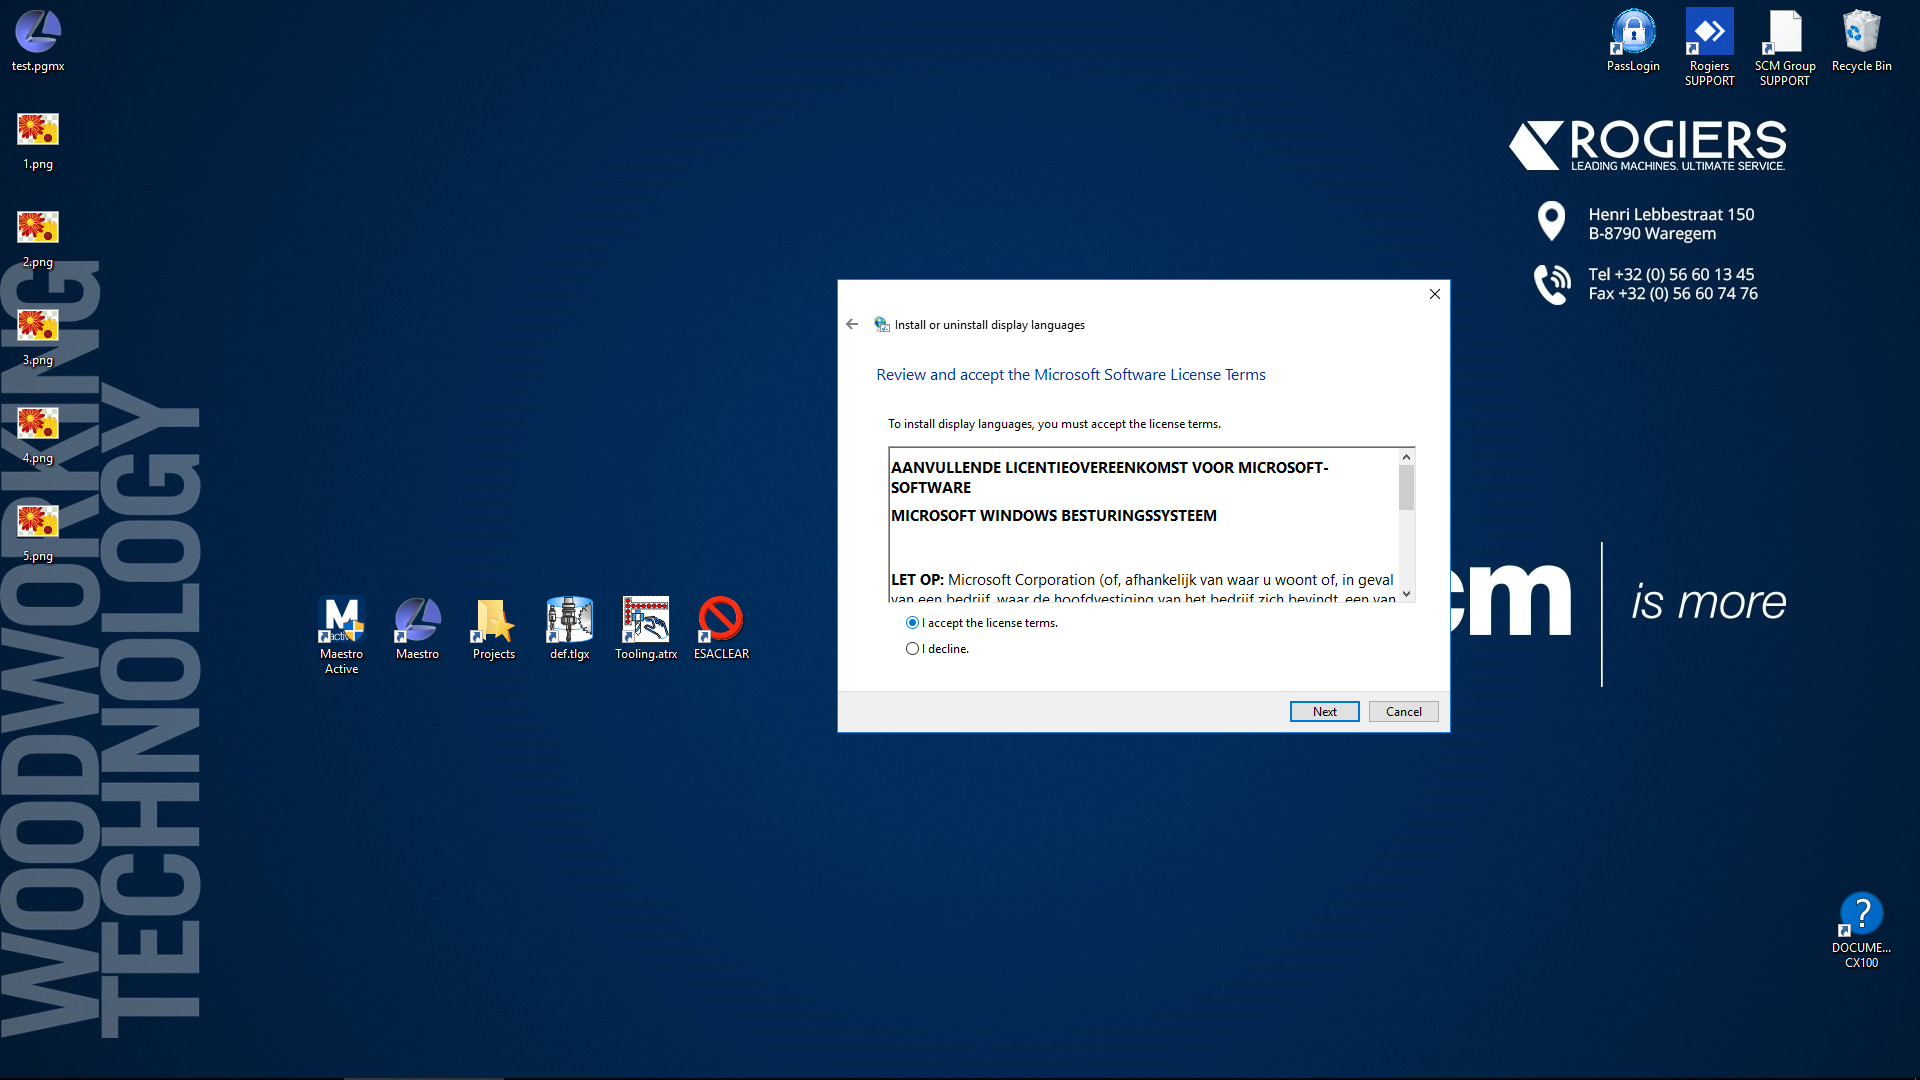 test.pgmx
1.png
2.png
3.png
4.png
5.png
WOODWORKING
TECHNOLOGY
PassLogin
Rogiers
SUPPORT
SCM Group
SUPPORT
Recycle Bin
ROGIERS
LEADING MACHINES. ULTIMATE SERVICE.
Henri Lebbestraat 150
B-8790 Waregem
Tel +32 (0) 56 60 13 45
Fax +32 (0) 56 60 74 76
Install or uninstall display languages
Review and accept the Microsoft Software License Terms
To install display languages, you must accept the license terms.
AANVULLENDE LICENTIEOVEREENKOMST VOOR MICROSOFT-
SOFTWARE
MICROSOFT WINDOWS BESTURINGSSYSTEEM
LET OP: Microsoft Corporation (of, afhankelijk van waar u woont of, in geval
van een bedrijf, waar de hoofdvestiging van het bedrijf zich bevindt, een van
I accept the license terms.
I decline.
Next
Cancel
cm
is more
M
active
Maestro
Active
Maestro
Projects
def.tlgx
Tooling.atrx
ESACLEAR
?
DOCUME...
CX100